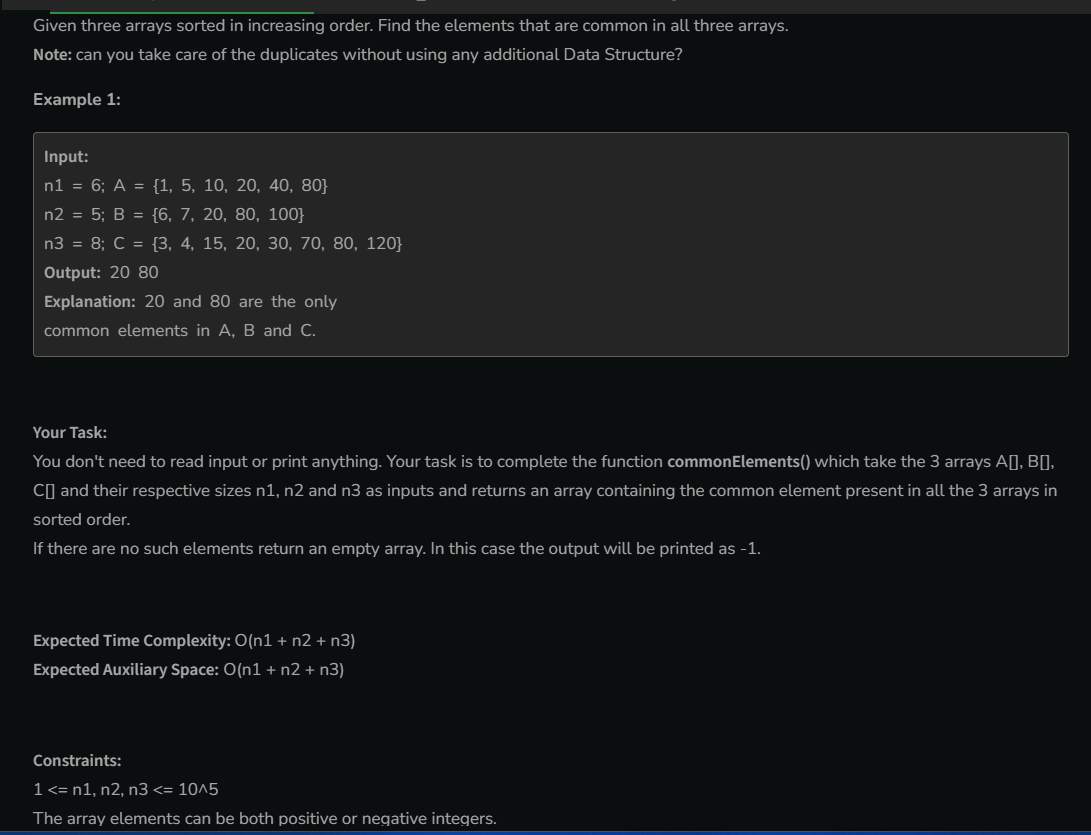 Given three arrays sorted in increasing order. Find the elements that are common in all three arrays.
Note: can you take care of the duplicates without using any additional Data Structure?
Example 1:
Input:
n1 = 6; A = {1, 5, 10, 20, 40, 80}
n2 = 5; B = {6, 7, 20, 80, 100}
n3 = 8; C = {3, 4, 15, 20, 30, 70, 80, 120}
Output: 20 80
Explanation: 20 and 80 are the only
common elements in A, B and C.
Your Task:
You don't need to read input or print anything. Your task is to complete the function commonElements() which take the 3 arrays A[], B[],
C[] and their respective sizes n1, n2 and n3 as inputs and returns an array containing the common element present in all the 3 arrays in
sorted order.
If there are no such elements return an empty array. In this case the output will be printed as -1.
Expected Time Complexity: O(n1 + n2 + n3)
Expected Auxiliary Space: O(n1 + n2 + n3)
Constraints:
1 <= n1, n2, n3 <= 10^5
The array elements can be both positive or negative integers.